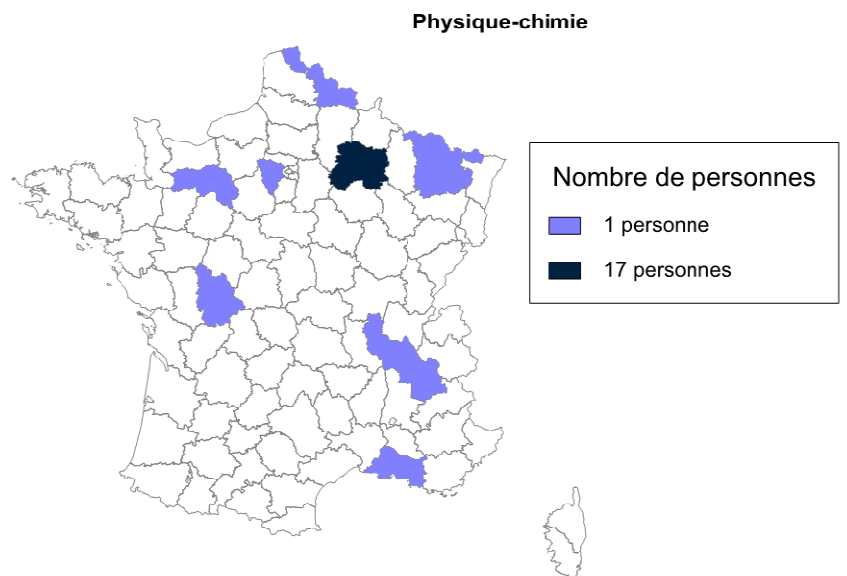 Physique-chimie
Nombre de personnes
1 personne
17 personnes